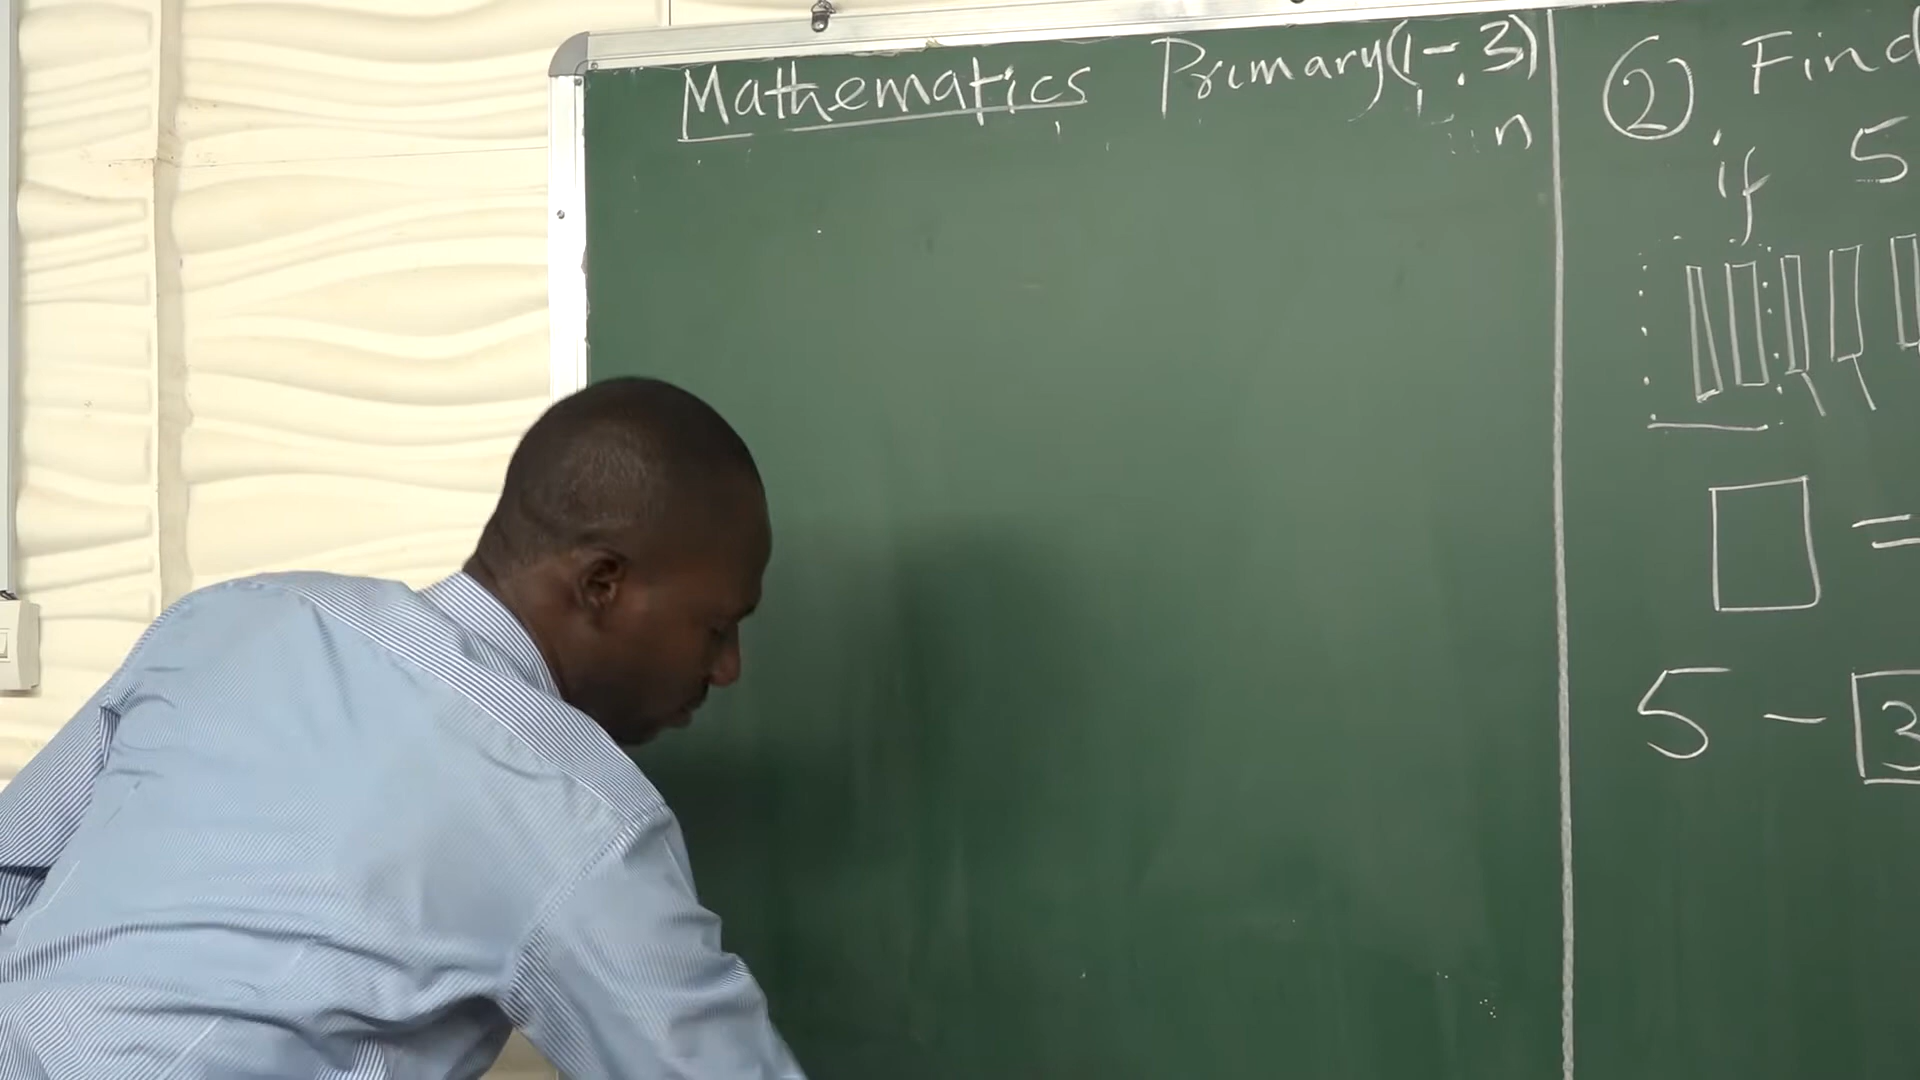 Mathematics Primary (1-3)
n
② Find
if 5
□ =
5 - 3